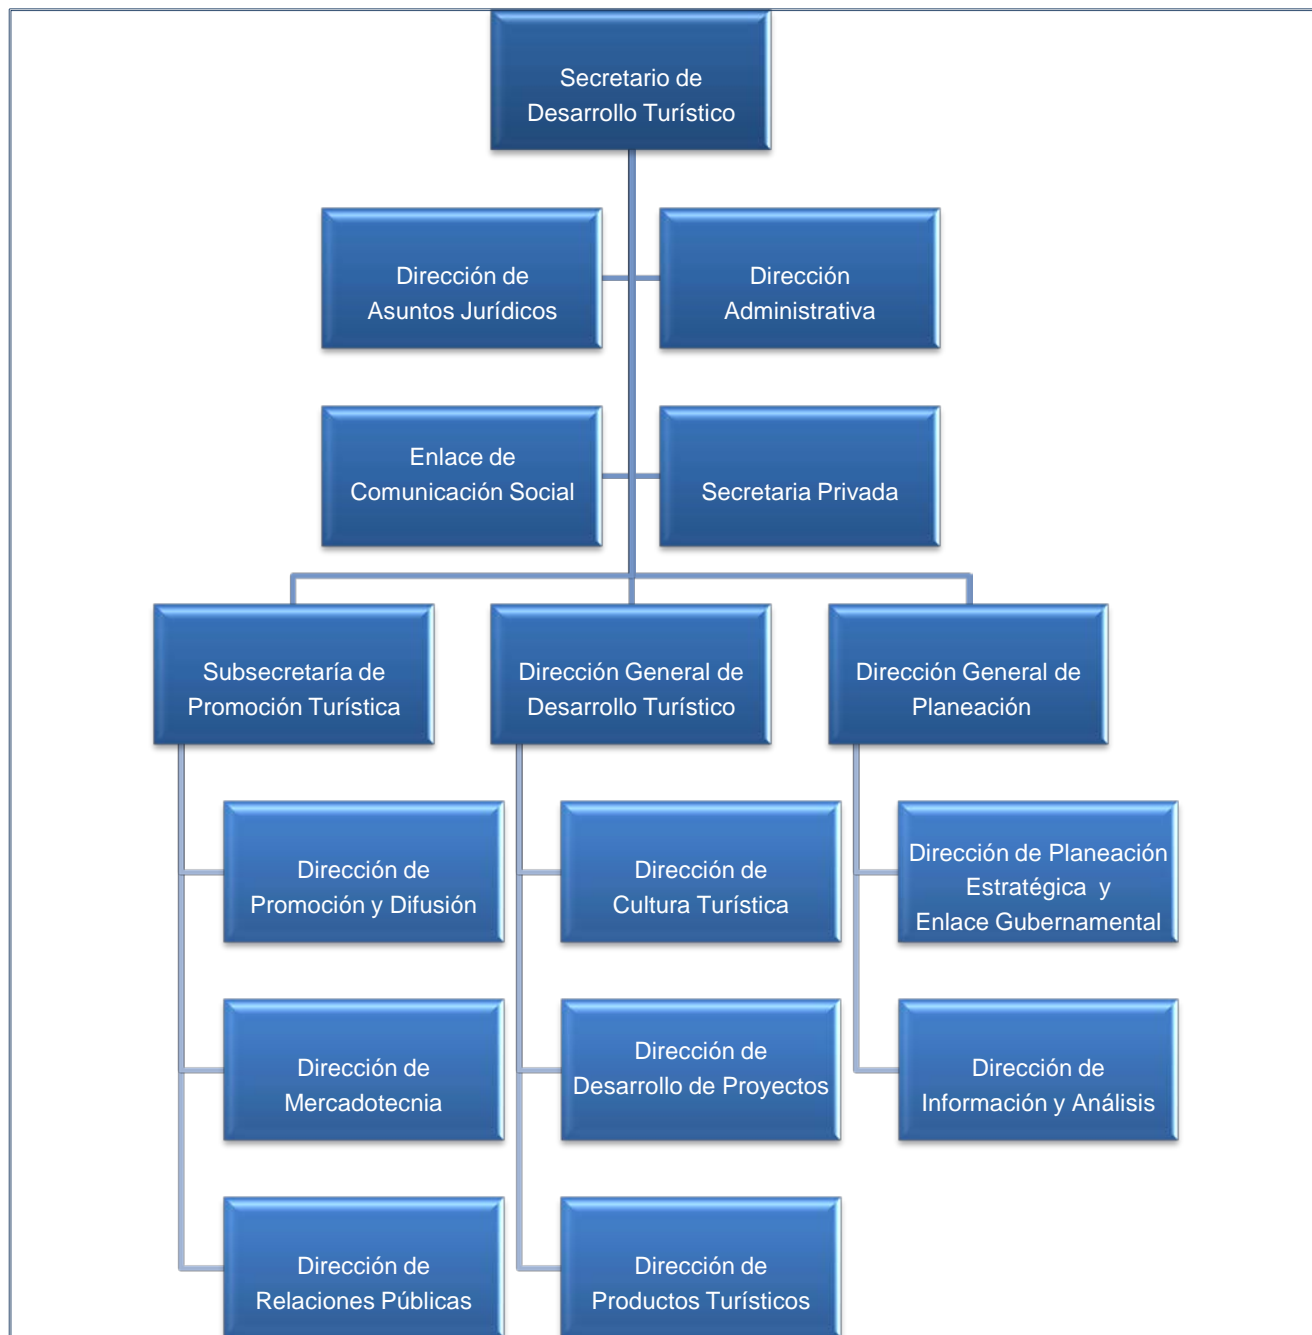 Secretario de
Desarrollo Turístico
Dirección de
Asuntos Jurídicos
Dirección
Administrativa
Enlace de
Comunicación Social
Secretaria Privada
Subsecretaría de
Promoción Turística
Dirección General de
Desarrollo Turístico
Dirección General de
Planeación
Dirección de
Promoción y Difusión
Dirección de
Cultura Turística
Dirección de Planeación
Estratégica y
Enlace Gubernamental
Dirección de
Mercadotecnia
Dirección de
Desarrollo de Proyectos
Dirección de
Información y Análisis
Dirección de
Relaciones Públicas
Dirección de
Productos Turísticos